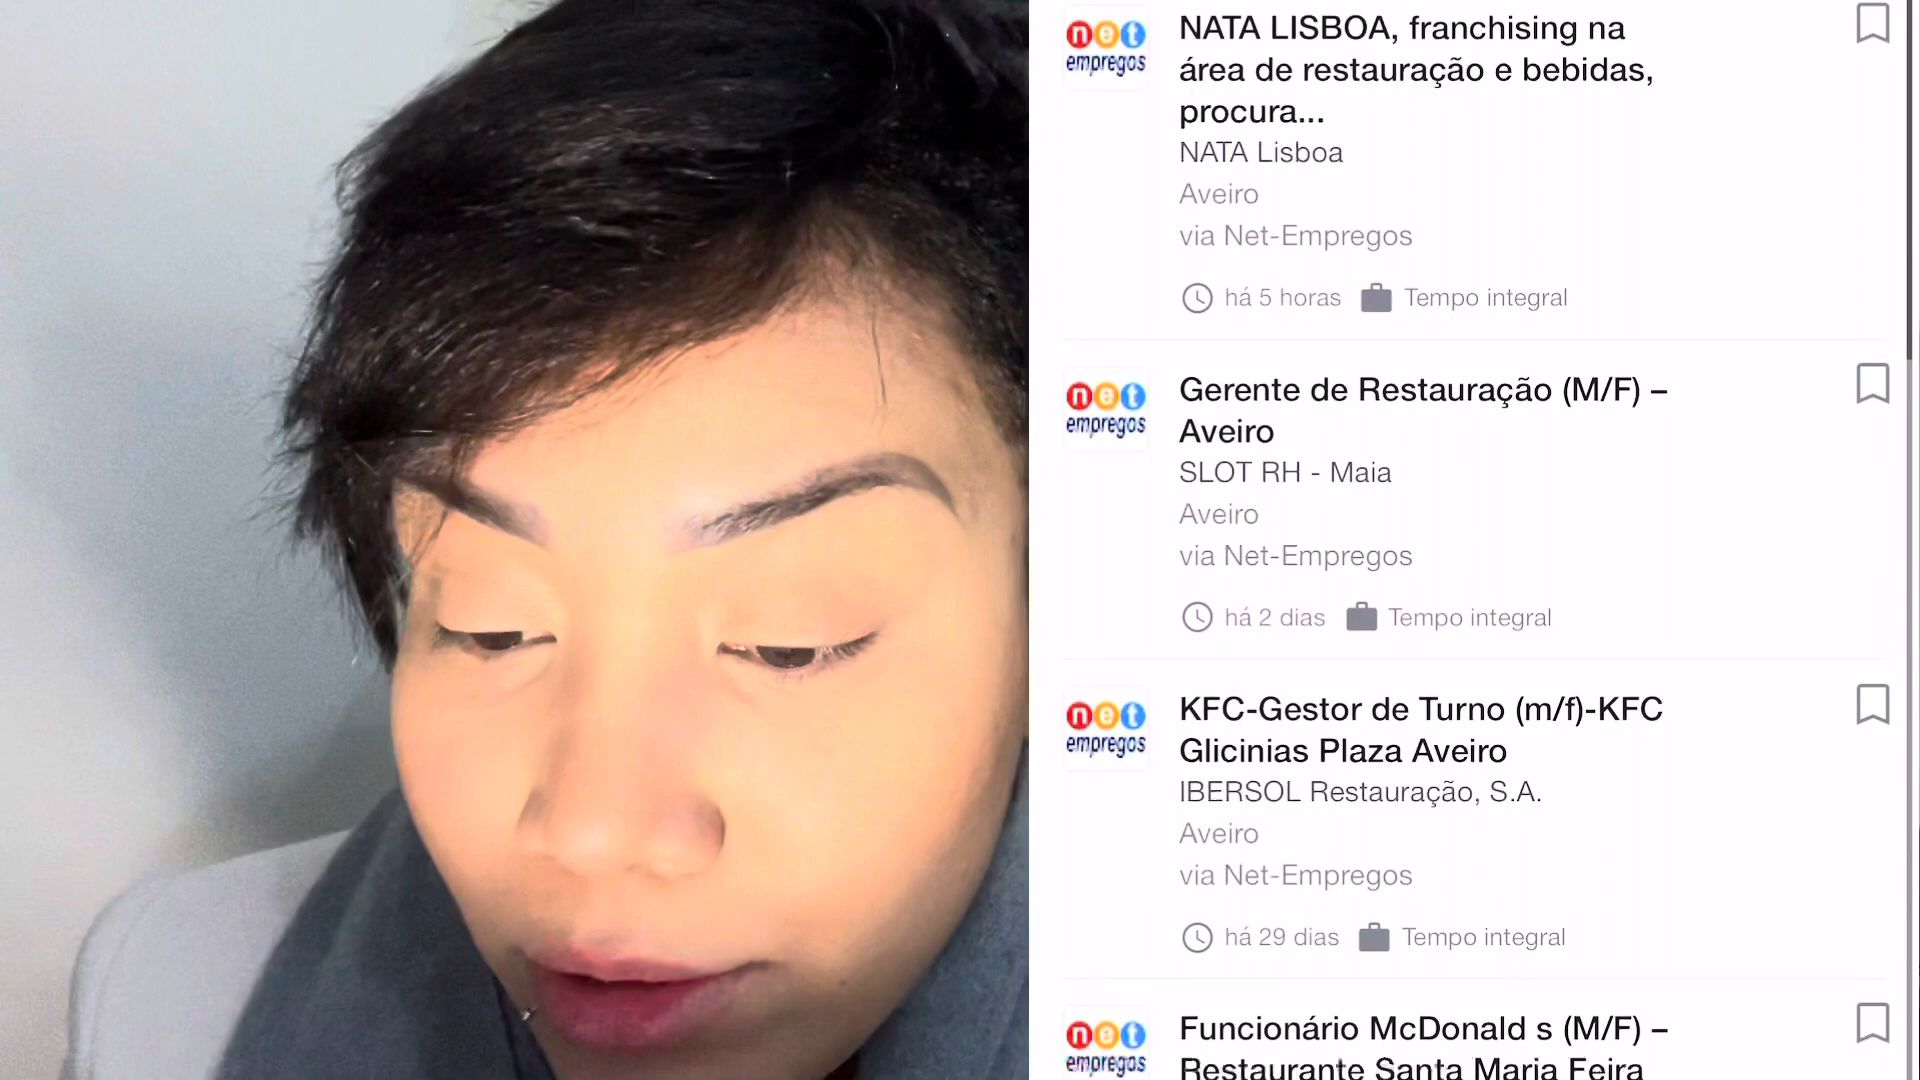 net
empregos
NATA LISBOA, franchising na
área de restauração e bebidas,
procura...
NATA Lisboa
Aveiro
via Net-Empregos
há 5 horas Tempo integral
net
empregos
Gerente de Restauração (M/F) –
Aveiro
SLOT RH - Maia
Aveiro
via Net-Empregos
há 2 dias Tempo integral
net
empregos
KFC-Gestor de Turno (m/f)-KFC
Glicinias Plaza Aveiro
IBERSOL Restauração, S.A.
Aveiro
via Net-Empregos
há 29 dias Tempo integral
net
empregos
Funcionário McDonald s (M/F) –
Restaurante Santa Maria Feira